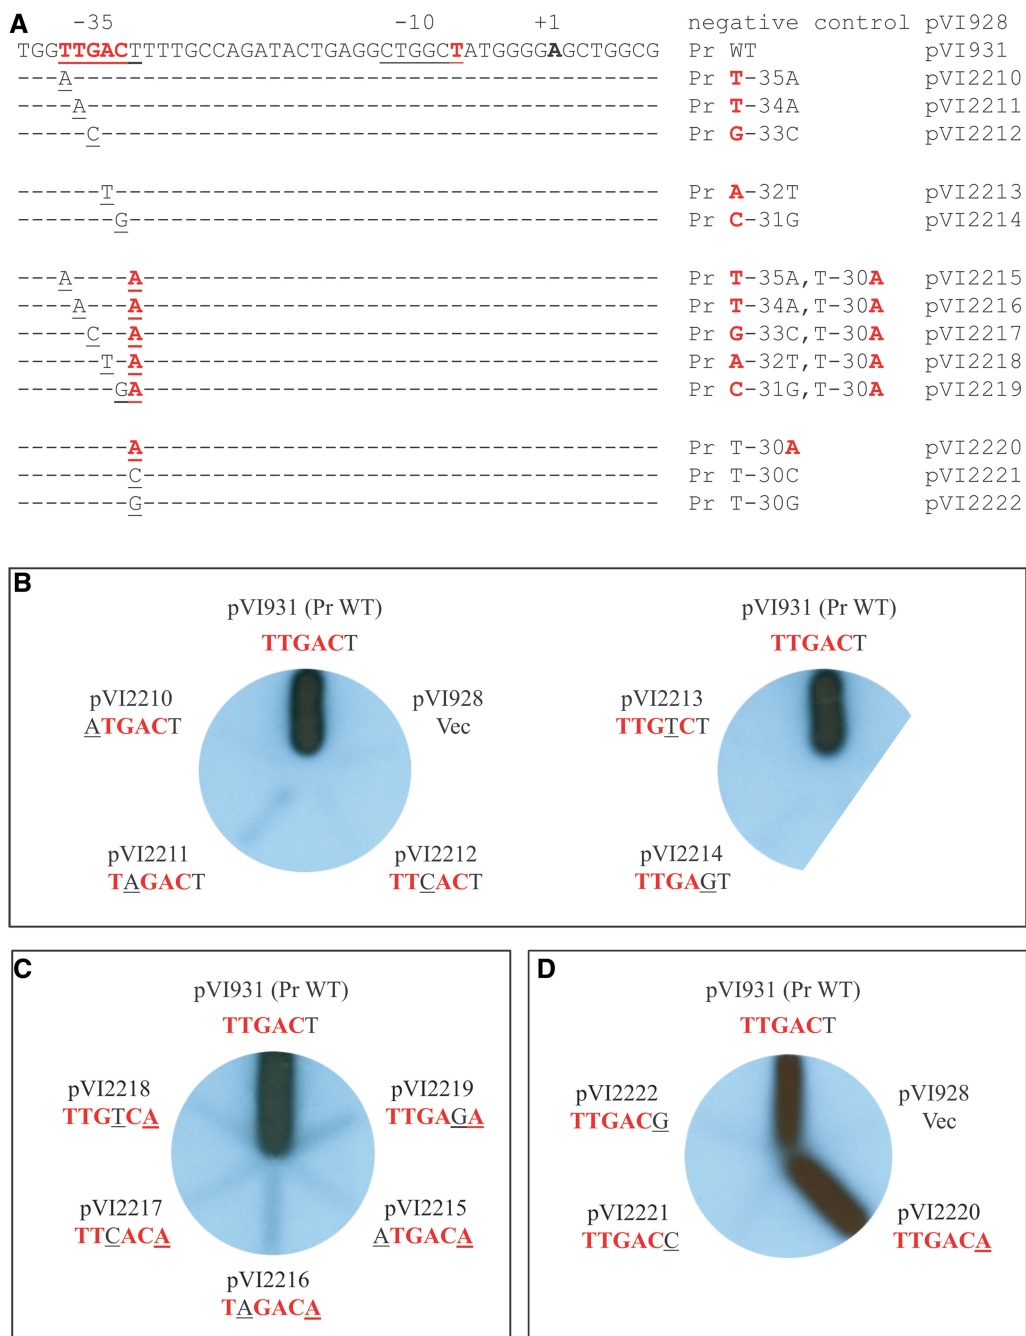 A
-35 -10 +1 negative control pVI928
TGGTTGACTTTTGCCAGATACTGAGGCTGGCTATGGGGAGCTGGCG Pr WT pVI931
---A------------------------------------------ Pr T-35A pVI2210
----A----------------------------------------- Pr T-34A pVI2211
-----C---------------------------------------- Pr G-33C pVI2212
------T--------------------------------------- Pr A-32T pVI2213
-------G-------------------------------------- Pr C-31G pVI2214
---A----A------------------------------------- Pr T-35A,T-30A pVI2215
----A---A------------------------------------- Pr T-34A,T-30A pVI2216
-----C--A------------------------------------- Pr G-33C,T-30A pVI2217
------T-A------------------------------------- Pr A-32T,T-30A pVI2218
-------GA------------------------------------- Pr C-31G,T-30A pVI2219
--------A------------------------------------- Pr T-30A pVI2220
--------C------------------------------------- Pr T-30C pVI2221
--------G------------------------------------- Pr T-30G pVI2222
B
pVI931 (Pr WT)
TTGACT
pVI2210
ATGACT
pVI928
Vec
pVI2211
TAGACT
pVI2212
TTCACT
pVI931 (Pr WT)
TTGACT
pVI2213
TTGTCT
pVI2214
TTGAGT
C
pVI931 (Pr WT)
TTGACT
pVI2218
TTGTCA
pVI2219
TTGAGA
pVI2217
TTCACA
pVI2215
ATGACA
pVI2216
TAGACA
D
pVI931 (Pr WT)
TTGACT
pVI2222
TTGACG
pVI928
Vec
pVI2221
TTGACC
pVI2220
TTGACA